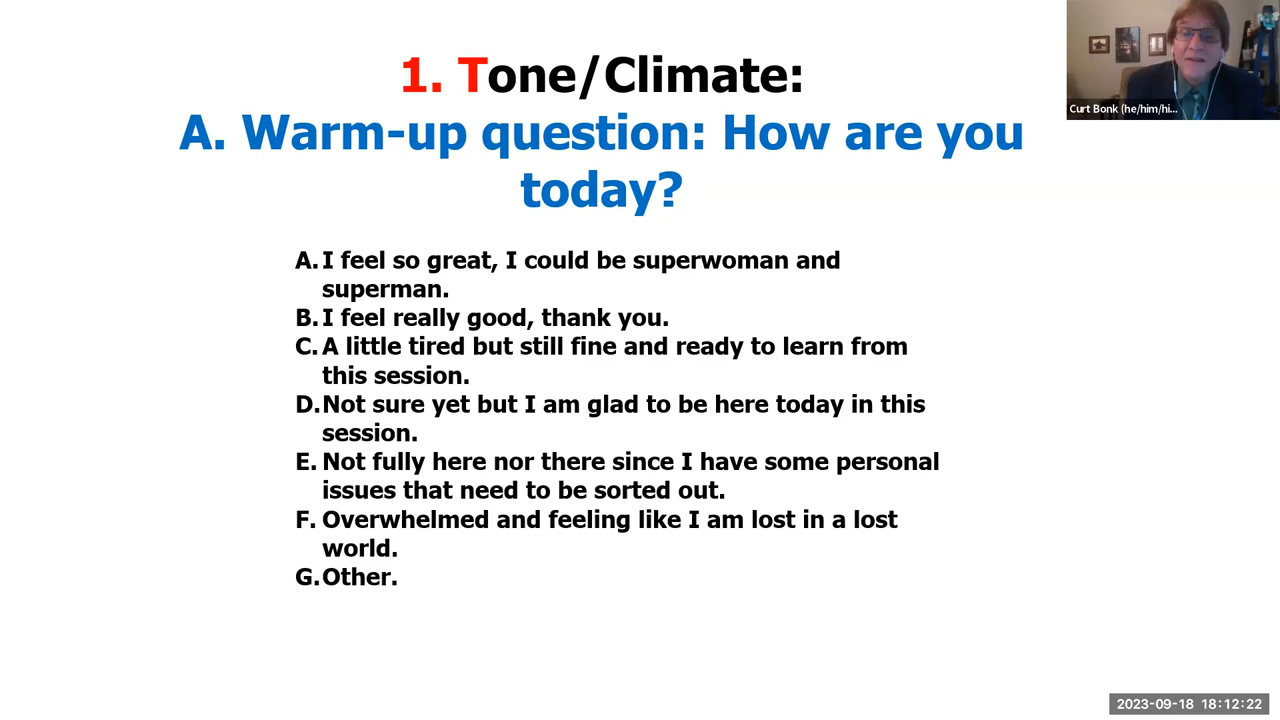 1. Tone/Climate:
A. Warm-up question: How are you
today?
A. I feel so great, I could be superwoman and
superman.
B. I feel really good, thank you.
C. A little tired but still fine and ready to learn from
this session.
D. Not sure yet but I am glad to be here today in this
session.
E. Not fully here nor there since I have some personal
issues that need to be sorted out.
F. Overwhelmed and feeling like I am lost in a lost
world.
G. Other.
Curt Bonk (he/him/hi...
2023-09-18 18:12:22